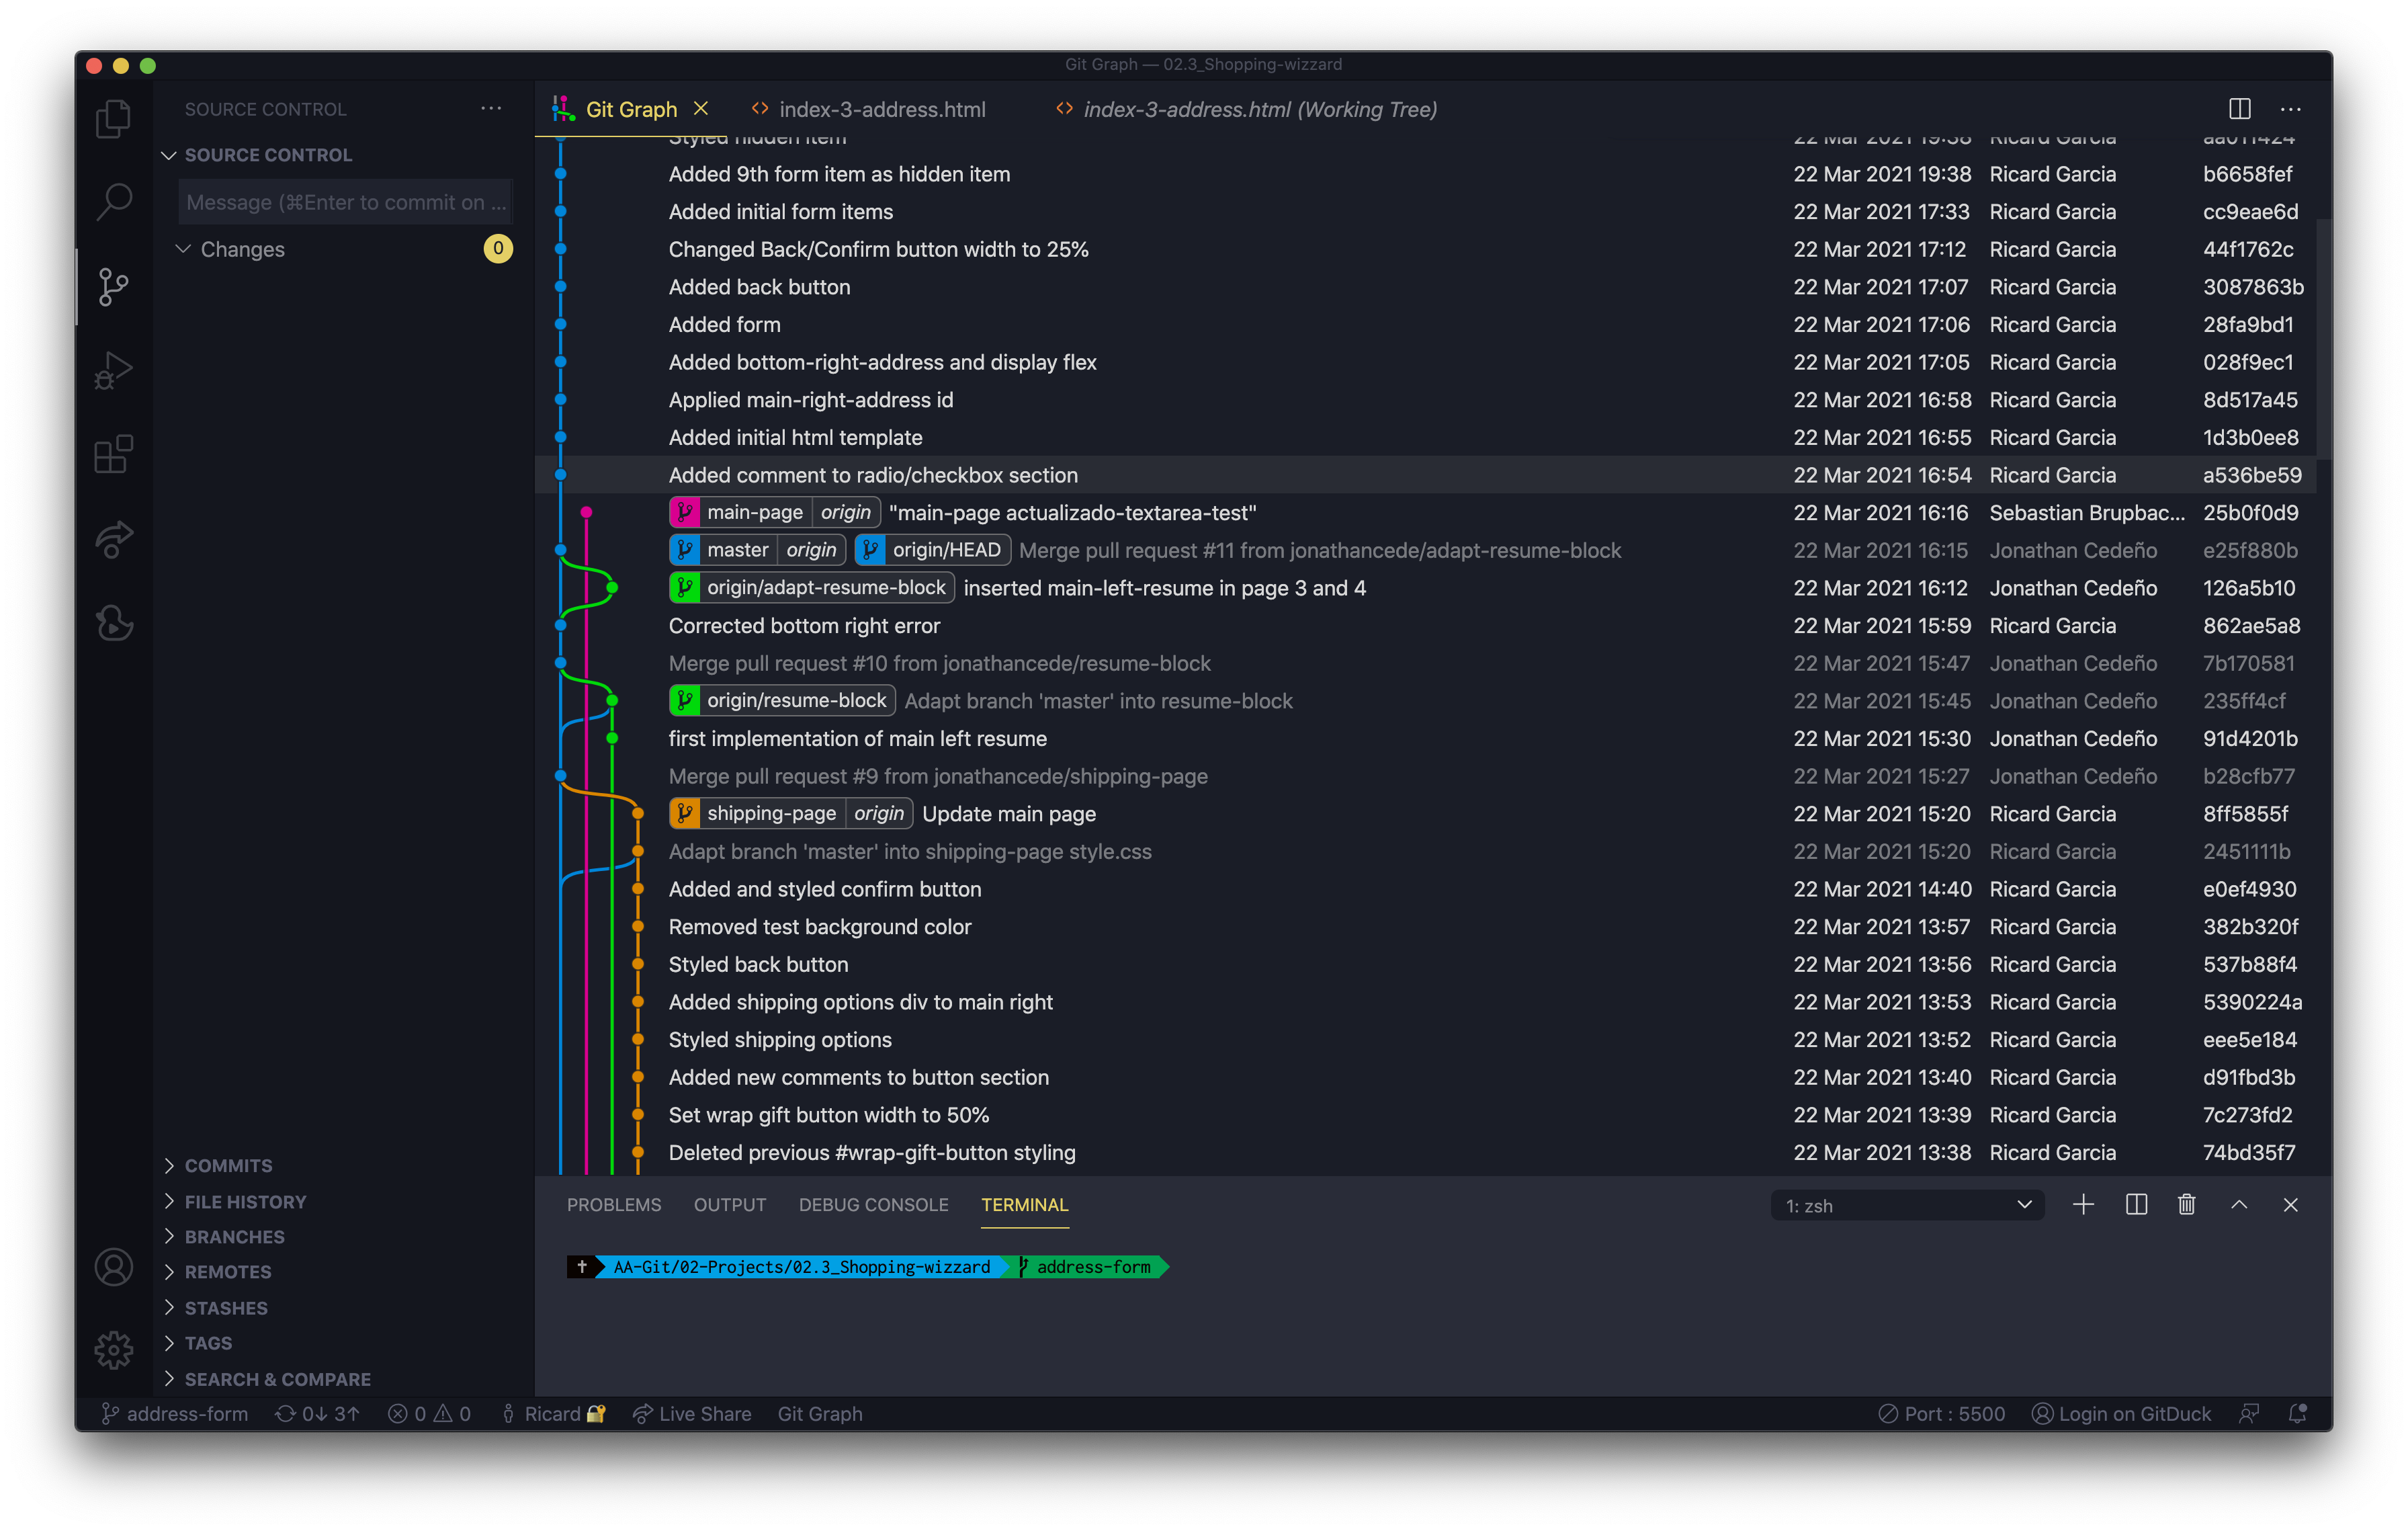 Git Graph — 02.3_Shopping-wizzard
SOURCE CONTROL
SOURCE CONTROL
Message (⌘Enter to commit on ...
Changes 0
COMMITS
FILE HISTORY
BRANCHES
REMOTES
STASHES
TAGS
SEARCH & COMPARE
Git Graph index-3-address.html index-3-address.html (Working Tree)
Styled hidden item 22 Mar 2021 19:38 Ricard Garcia aa011424
Added 9th form item as hidden item 22 Mar 2021 19:38 Ricard Garcia b6658fef
Added initial form items 22 Mar 2021 17:33 Ricard Garcia cc9eae6d
Changed Back/Confirm button width to 25% 22 Mar 2021 17:12 Ricard Garcia 44f1762c
Added back button 22 Mar 2021 17:07 Ricard Garcia 3087863b
Added form 22 Mar 2021 17:06 Ricard Garcia 28fa9bd1
Added bottom-right-address and display flex 22 Mar 2021 17:05 Ricard Garcia 028f9ec1
Applied main-right-address id 22 Mar 2021 16:58 Ricard Garcia 8d517a45
Added initial html template 22 Mar 2021 16:55 Ricard Garcia 1d3b0ee8
Added comment to radio/checkbox section 22 Mar 2021 16:54 Ricard Garcia a536be59
main-page origin "main-page actualizado-textarea-test" 22 Mar 2021 16:16 Sebastian Brupbac... 25b0f0d9
master origin origin/HEAD Merge pull request #11 from jonathancede/adapt-resume-block 22 Mar 2021 16:15 Jonathan Cedeño e25f880b
origin/adapt-resume-block inserted main-left-resume in page 3 and 4 22 Mar 2021 16:12 Jonathan Cedeño 126a5b10
Corrected bottom right error 22 Mar 2021 15:59 Ricard Garcia 862ae5a8
Merge pull request #10 from jonathancede/resume-block 22 Mar 2021 15:47 Jonathan Cedeño 7b170581
origin/resume-block Adapt branch 'master' into resume-block 22 Mar 2021 15:45 Jonathan Cedeño 235ff4cf
first implementation of main left resume 22 Mar 2021 15:30 Jonathan Cedeño 91d4201b
Merge pull request #9 from jonathancede/shipping-page 22 Mar 2021 15:27 Jonathan Cedeño b28cfb77
shipping-page origin Update main page 22 Mar 2021 15:20 Ricard Garcia 8ff5855f
Adapt branch 'master' into shipping-page style.css 22 Mar 2021 15:20 Ricard Garcia 2451111b
Added and styled confirm button 22 Mar 2021 14:40 Ricard Garcia e0ef4930
Removed test background color 22 Mar 2021 13:57 Ricard Garcia 382b320f
Styled back button 22 Mar 2021 13:56 Ricard Garcia 537b88f4
Added shipping options div to main right 22 Mar 2021 13:53 Ricard Garcia 5390224a
Styled shipping options 22 Mar 2021 13:52 Ricard Garcia eee5e184
Added new comments to button section 22 Mar 2021 13:40 Ricard Garcia d91fbd3b
Set wrap gift button width to 50% 22 Mar 2021 13:39 Ricard Garcia 7c273fd2
Deleted previous #wrap-gift-button styling 22 Mar 2021 13:38 Ricard Garcia 74bd35f7
PROBLEMS OUTPUT DEBUG CONSOLE TERMINAL 1: zsh
AA-Git/02-Projects/02.3_Shopping-wizzard address-form
address-form 0↓ 3↑ 0 0 Ricard Live Share Git Graph Port : 5500 Login on GitDuck